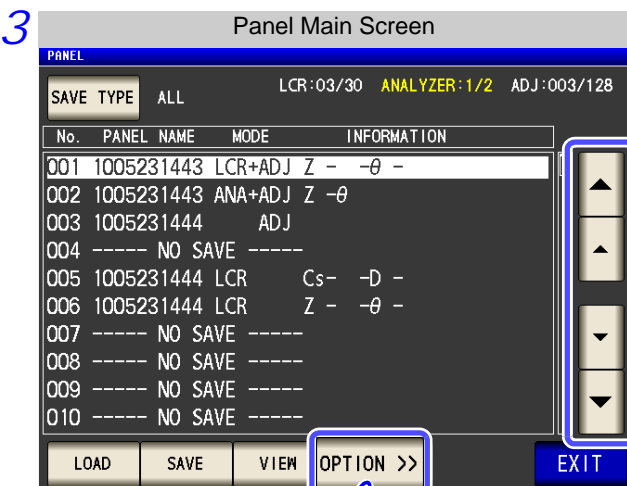 3
Panel Main Screen
PANEL
SAVE TYPE ALL LCR:03/30 ANALYZER:1/2 ADJ:003/128
No. PANEL NAME MODE INFORMATION
001 1005231443 LCR+ADJ Z - -θ -
002 1005231443 ANA+ADJ Z -θ
003 1005231444 ADJ
004 ----- NO SAVE -----
005 1005231444 LCR Cs- -D -
006 1005231444 LCR Z - -θ -
007 ----- NO SAVE -----
008 ----- NO SAVE -----
009 ----- NO SAVE -----
010 ----- NO SAVE -----
LOAD SAVE VIEW OPTION >> EXIT